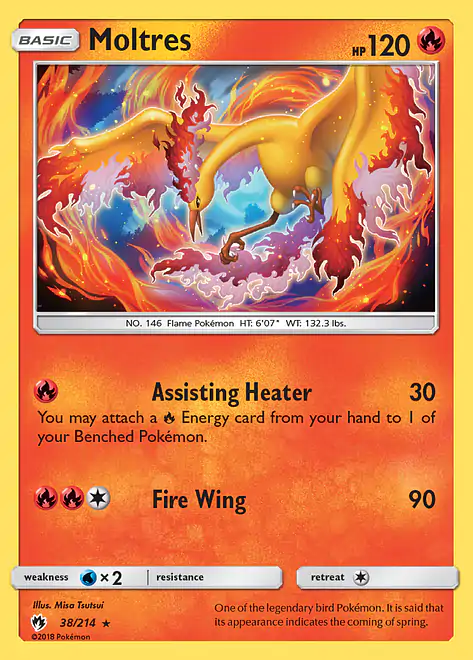 BASIC Moltres HP 120
NO. 146 Flame Pokémon HT: 6'07" WT: 132.3 lbs.
Assisting Heater 30
You may attach a Energy card from your hand to 1 of
your Benched Pokémon.
Fire Wing 90
weakness ×2 resistance retreat
Illus. Misa Tsutsui
38/214 ★
©2018 Pokémon
One of the legendary bird Pokémon. It is said that
its appearance indicates the coming of spring.